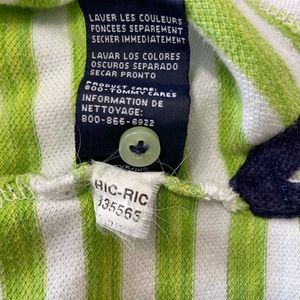 LAVER LES COULEURS
FONCEES SEPAREMENT
SECHER IMMEDIATEMENT
LAVAR LOS COLORES
OSCUROS SEPARADO
SECAR PRONTO
PRODUCT CARE:
800-TOMMY CARES
INFORMATION DE
NETTOYAGE:
800-866-6922
RIC-RIC
335565